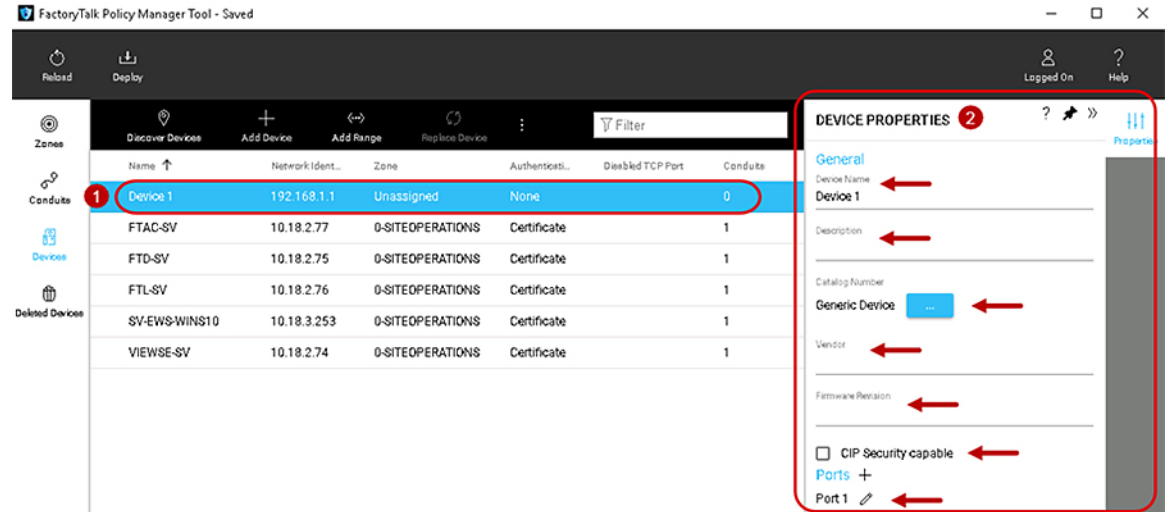 FactoryTalk Policy Manager Tool - Saved
Reload
Deploy
Logged On
Help
Zones
Conduits
Devices
Deleted Devices
Discover Devices
Add Device
Add Range
Replace Device
Filter
Name Network Ident... Zone Authenticati... Disabled TCP Port Conduits
1 Device 1 192.168.1.1 Unassigned None 0
FTAC-SV 10.18.2.77 0-SITEOPERATIONS Certificate 1
FTD-SV 10.18.2.75 0-SITEOPERATIONS Certificate 1
FTL-SV 10.18.2.76 0-SITEOPERATIONS Certificate 1
SV-EWS-WINS10 10.18.3.253 0-SITEOPERATIONS Certificate 1
VIEWSE-SV 10.18.2.74 0-SITEOPERATIONS Certificate 1
DEVICE PROPERTIES 2 ?
Propertie
General
Device Name
Device 1
Description
Catalog Number
Generic Device ...
Vendor
Firmware Revision
CIP Security capable
Ports +
Port 1